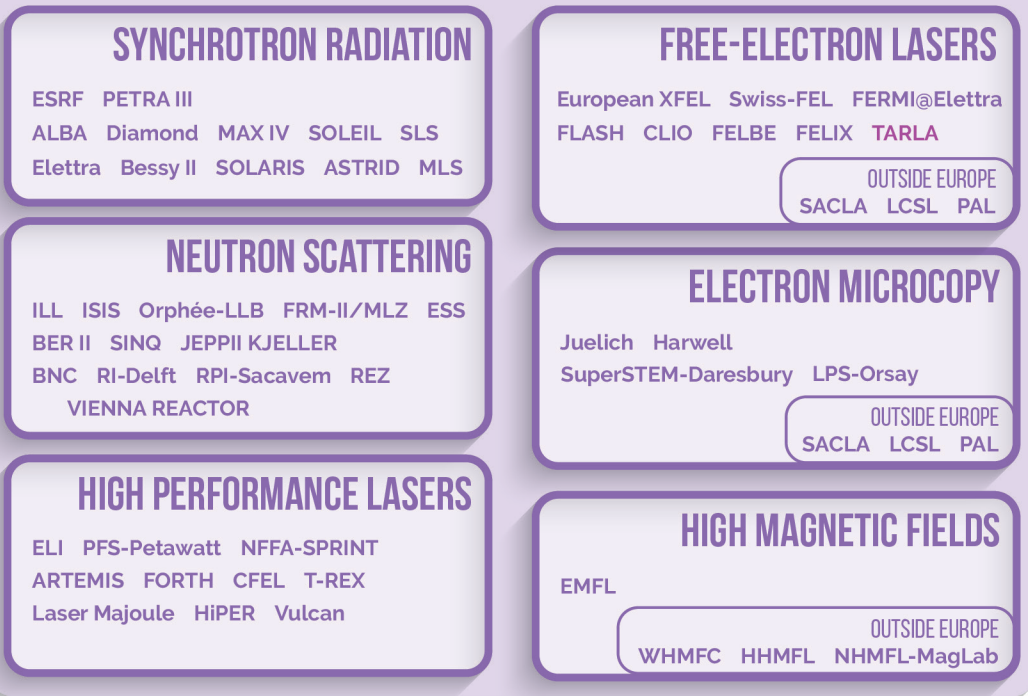 SYNCHROTRON RADIATION
ESRF PETRA III
ALBA Diamond MAX IV SOLEIL SLS
Elettra Bessy II SOLARIS ASTRID MLS
NEUTRON SCATTERING
ILL ISIS Orphée-LLB FRM-II/MLZ ESS
BER II SINQ JEPPII KJELLER
BNC RI-Delft RPI-Sacavem REZ
VIENNA REACTOR
HIGH PERFORMANCE LASERS
ELI PFS-Petawatt NFFA-SPRINT
ARTEMIS FORTH CFEL T-REX
Laser Majoule HiPER Vulcan
FREE-ELECTRON LASERS
European XFEL Swiss-FEL FERMI@Elettra
FLASH CLIO FELBE FELIX TARLA
OUTSIDE EUROPE
SACLA LCSL PAL
ELECTRON MICROCOPY
Juelich Harwell
SuperSTEM-Daresbury LPS-Orsay
OUTSIDE EUROPE
SACLA LCSL PAL
HIGH MAGNETIC FIELDS
EMFL
OUTSIDE EUROPE
WHMFC HHMFL NHMFL-MagLab